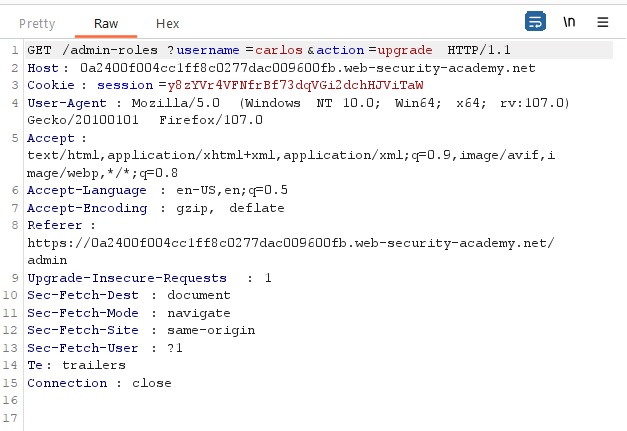 Pretty Raw Hex \n
1 GET /admin-roles ?username =carlos &action =upgrade HTTP/1.1
2 Host : 0a2400f004cc1ff8c0277dac009600fb.web-security-academy.net
3 Cookie : session =y8zYVr4VFNfrBf73dqVGi2dchHJViTaW
4 User-Agent : Mozilla/5.0 (Windows NT 10.0; Win64; x64; rv:107.0)
Gecko/20100101 Firefox/107.0
5 Accept :
text/html,application/xhtml+xml,application/xml;q=0.9,image/avif,i
mage/webp,*/*;q=0.8
6 Accept-Language : en-US,en;q=0.5
7 Accept-Encoding : gzip, deflate
8 Referer :
https://0a2400f004cc1ff8c0277dac009600fb.web-security-academy.net/
admin
9 Upgrade-Insecure-Requests : 1
10 Sec-Fetch-Dest : document
11 Sec-Fetch-Mode : navigate
12 Sec-Fetch-Site : same-origin
13 Sec-Fetch-User : ?1
14 Te: trailers
15 Connection : close
16
17